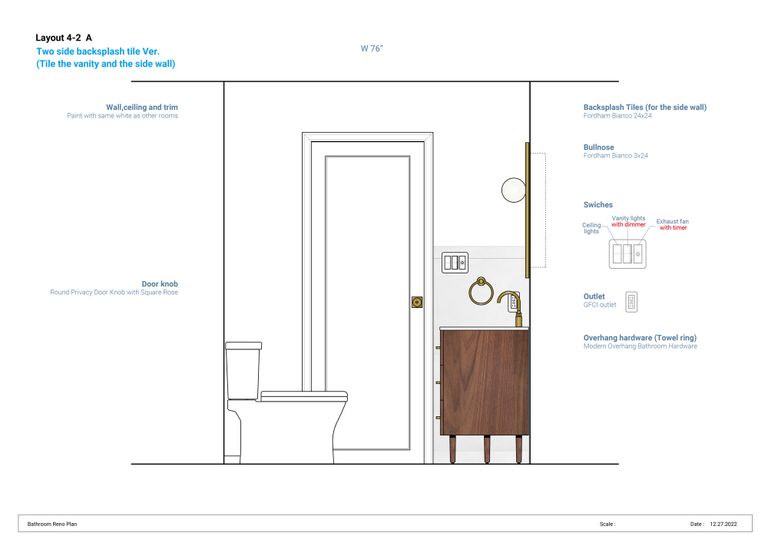 Layout 4-2 A
Two side backsplash tile Ver.
(Tile the vanity and the side wall)
W 76"
Wall,ceiling and trim
Paint with same white as other rooms
Door knob
Round Privacy Door Knob with Square Rose
Backsplash Tiles (for the side wall)
Fordham Bianco 24x24
Bullnose
Fordham Bianco 3x24
Swiches
Ceiling
lights
Vanity lights
with dimmer
Exhaust fan
with timer
Outlet
GFCI outlet
Overhang hardware (Towel ring)
Modern Overhang Bathroom Hardware
Bathroom Reno Plan
Scale :
Date : 12.27.2022